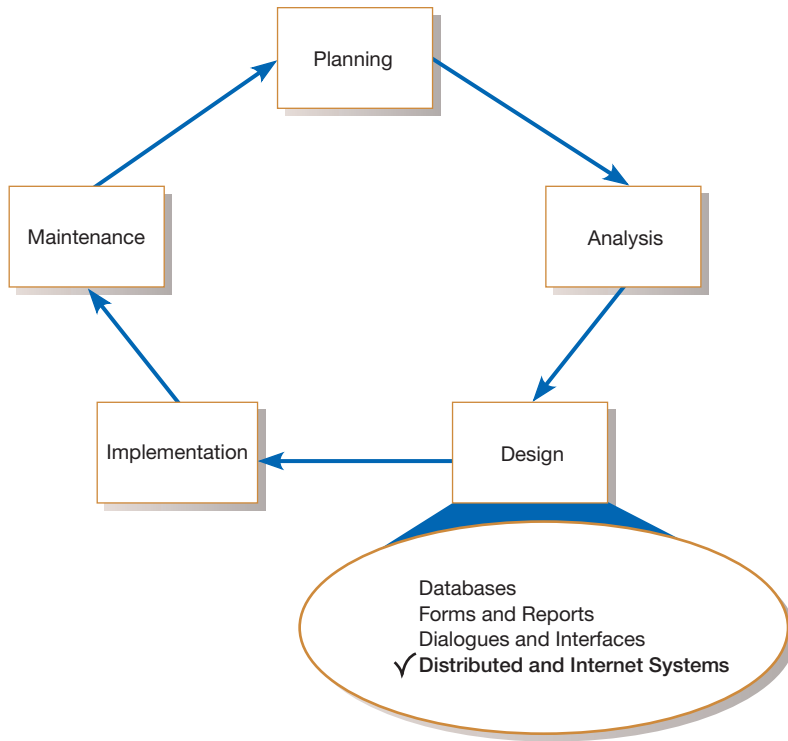 Planning
Maintenance
Analysis
Implementation
Design
Databases
Forms and Reports
Dialogues and Interfaces
✓ Distributed and Internet Systems